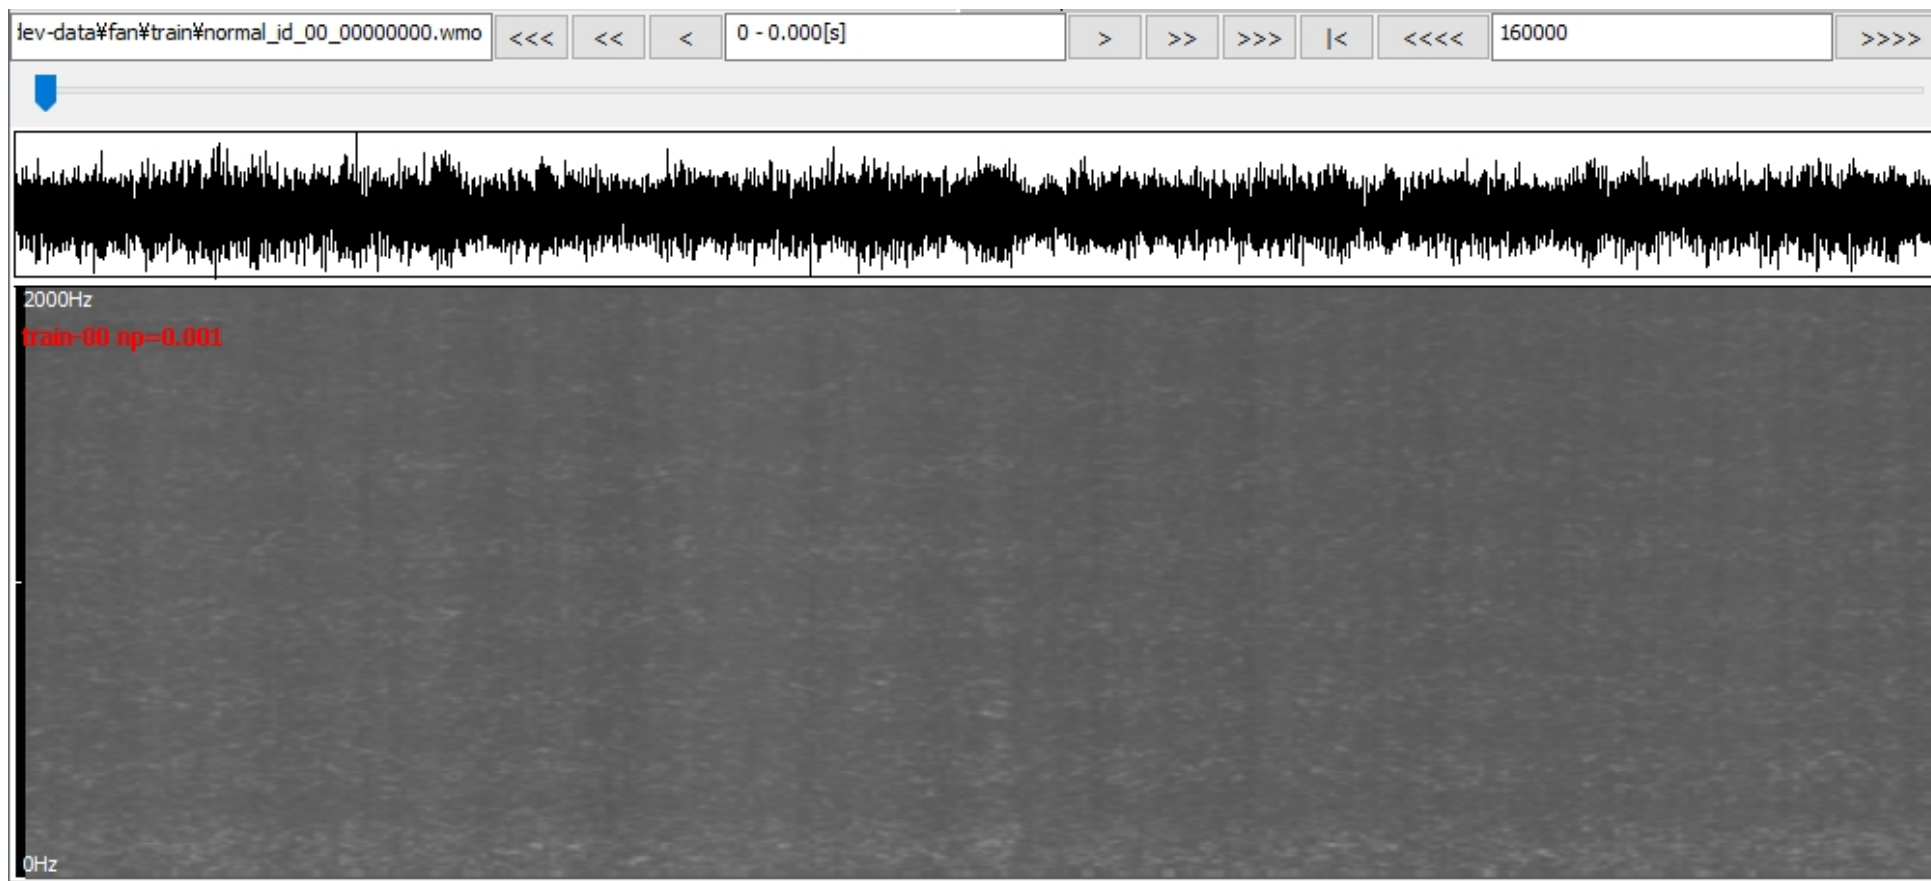 lev-data¥fan¥train¥normal_id_00_00000000.wmo <<< << < 0 - 0.000[s] > >> >>> |< <<<< 160000 >>>>
2000Hz
train-00 np=0.001
0Hz